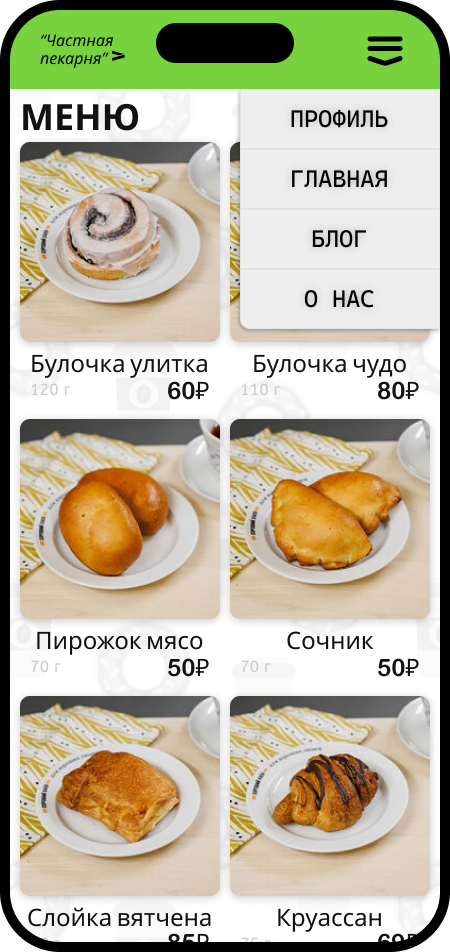 “Частная
пекарня” >
МЕНЮ
ПРОФИЛЬ
ГЛАВНАЯ
БЛОГ
О НАС
Булочка улитка
120 г 60₽
Булочка чудо
110 г 80₽
Пирожок мясо
70 г 50₽
Сочник
70 г 50₽
Слойка вятчена
85₽
Круассан
75 г 60₽